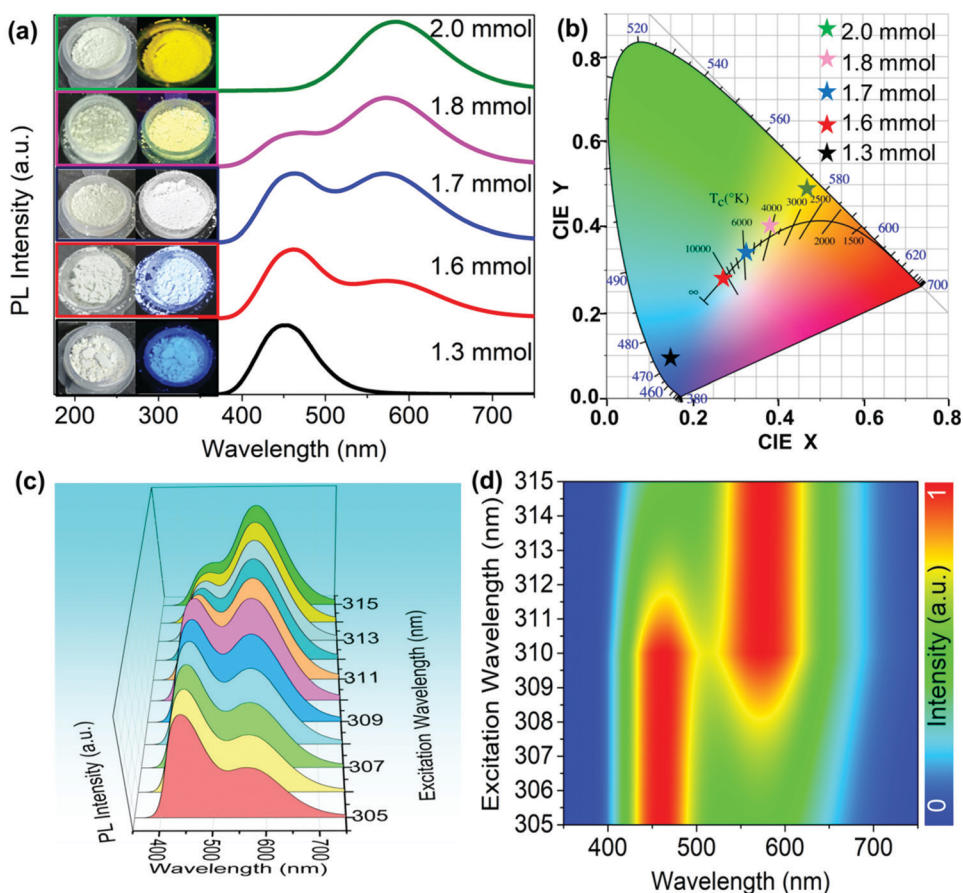 (a)
2.0 mmol
1.8 mmol
1.7 mmol
1.6 mmol
1.3 mmol
PL Intensity (a.u.)
200 300 400 500 600 700
Wavelength (nm)
(b)
2.0 mmol
1.8 mmol
1.7 mmol
1.6 mmol
1.3 mmol
520
540
560
580
600
620
700
490
480
470
460
380
Tc(°K)
∞
10000
6000
4000
3000
2500
2000
1500
0.8
0.6
0.4
0.2
0.0
CIE Y
0.0 0.2 0.4 0.6 0.8
CIE X
(c)
PL Intensity (a.u.)
315
313
311
309
307
305
Excitation Wavelength (nm)
400 500 600 700
Wavelength (nm)
(d)
Excitation Wavelength (nm)
315
314
313
312
311
310
309
308
307
306
305
400 500 600 700
Wavelength (nm)
1
Intensity (a.u.)
0